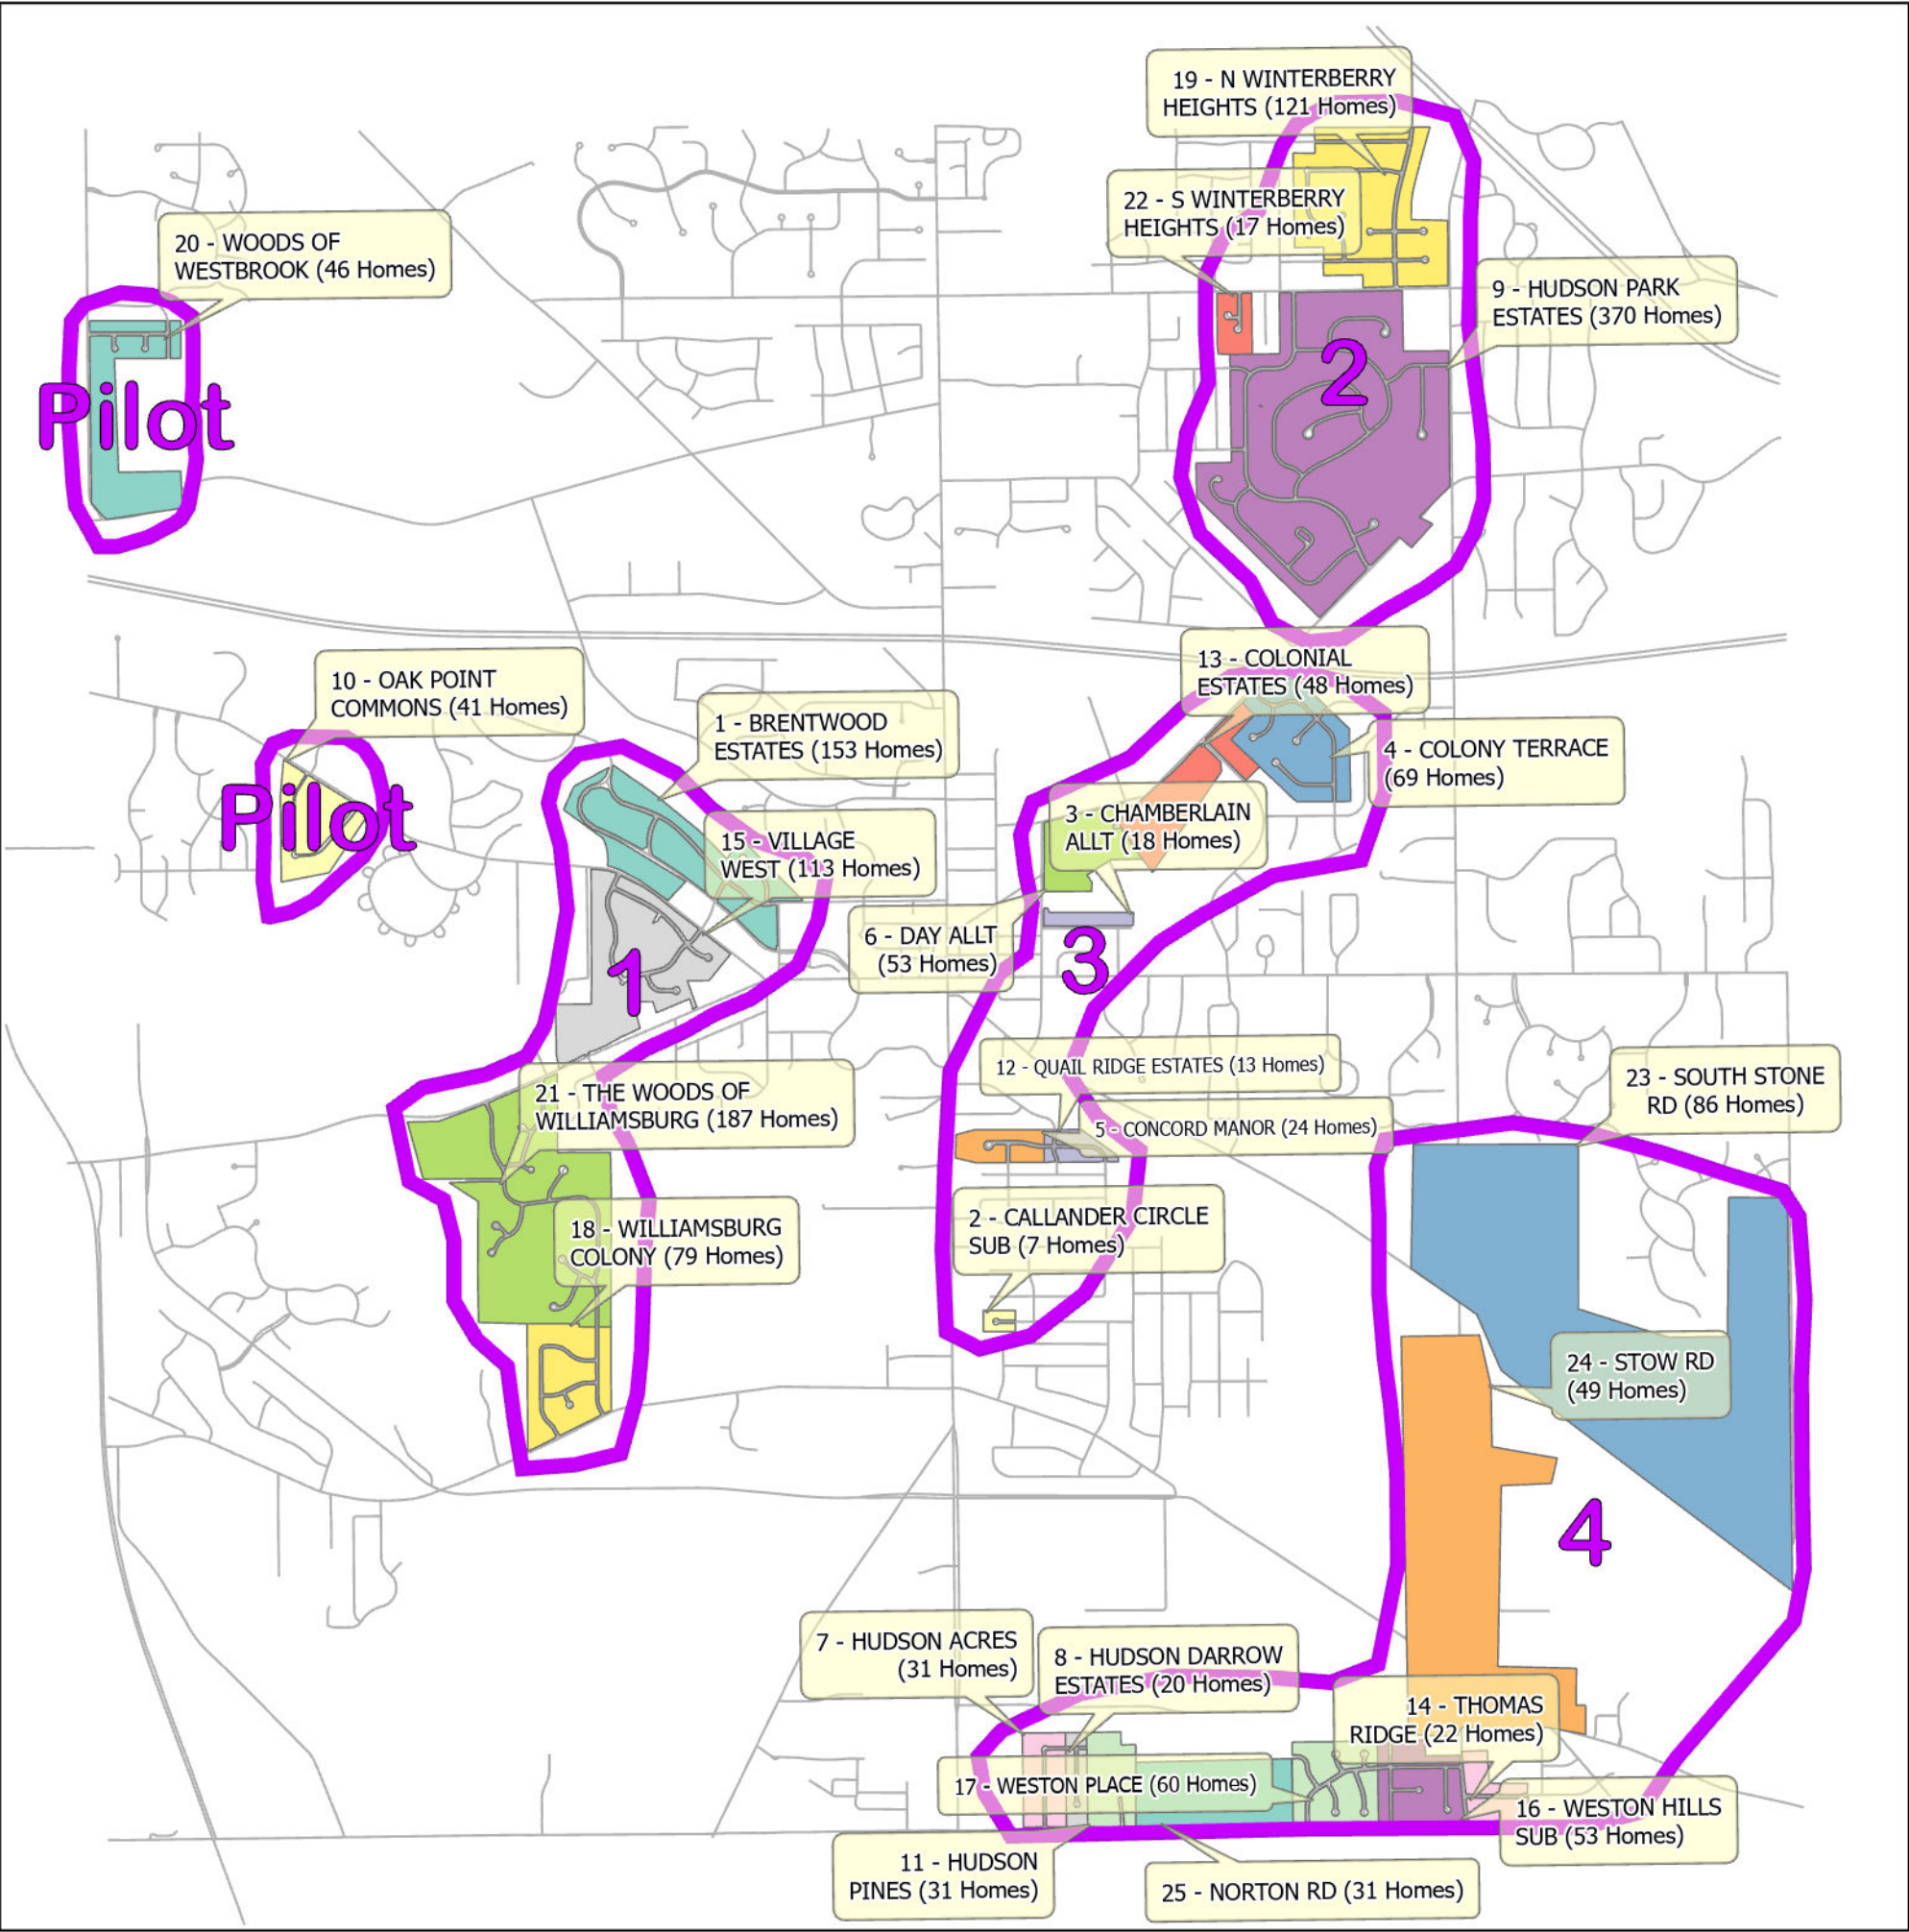 19 - N WINTERBERRY
HEIGHTS (121 Homes)
22 - S WINTERBERRY
HEIGHTS (17 Homes)
20 - WOODS OF
WESTBROOK (46 Homes)
9 - HUDSON PARK
ESTATES (370 Homes)
2
Pilot
13 - COLONIAL
ESTATES (48 Homes)
10 - OAK POINT
COMMONS (41 Homes)
1 - BRENTWOOD
ESTATES (153 Homes)
4 - COLONY TERRACE
(69 Homes)
Pilot
3 - CHAMBERLAIN
ALLT (18 Homes)
15 - VILLAGE
WEST (113 Homes)
6 - DAY ALLT
(53 Homes)
3
1
12 - QUAIL RIDGE ESTATES (13 Homes)
21 - THE WOODS OF
WILLIAMSBURG (187 Homes)
23 - SOUTH STONE
RD (86 Homes)
5 - CONCORD MANOR (24 Homes)
18 - WILLIAMSBURG
COLONY (79 Homes)
2 - CALLANDER CIRCLE
SUB (7 Homes)
24 - STOW RD
(49 Homes)
4
7 - HUDSON ACRES
(31 Homes)
8 - HUDSON DARROW
ESTATES (20 Homes)
14 - THOMAS
RIDGE (22 Homes)
17 - WESTON PLACE (60 Homes)
16 - WESTON HILLS
SUB (53 Homes)
11 - HUDSON
PINES (31 Homes)
25 - NORTON RD (31 Homes)